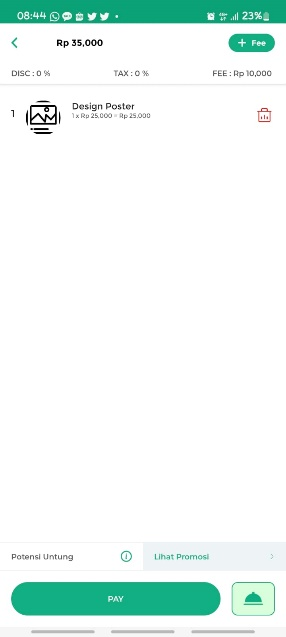 08:44 23%
Rp 35,000
+ Fee
DISC : 0 % TAX : 0 % FEE : Rp 10,000
1 Design Poster
1 x Rp 25,000 = Rp 25,000
Potensi Untung Lihat Promosi
PAY